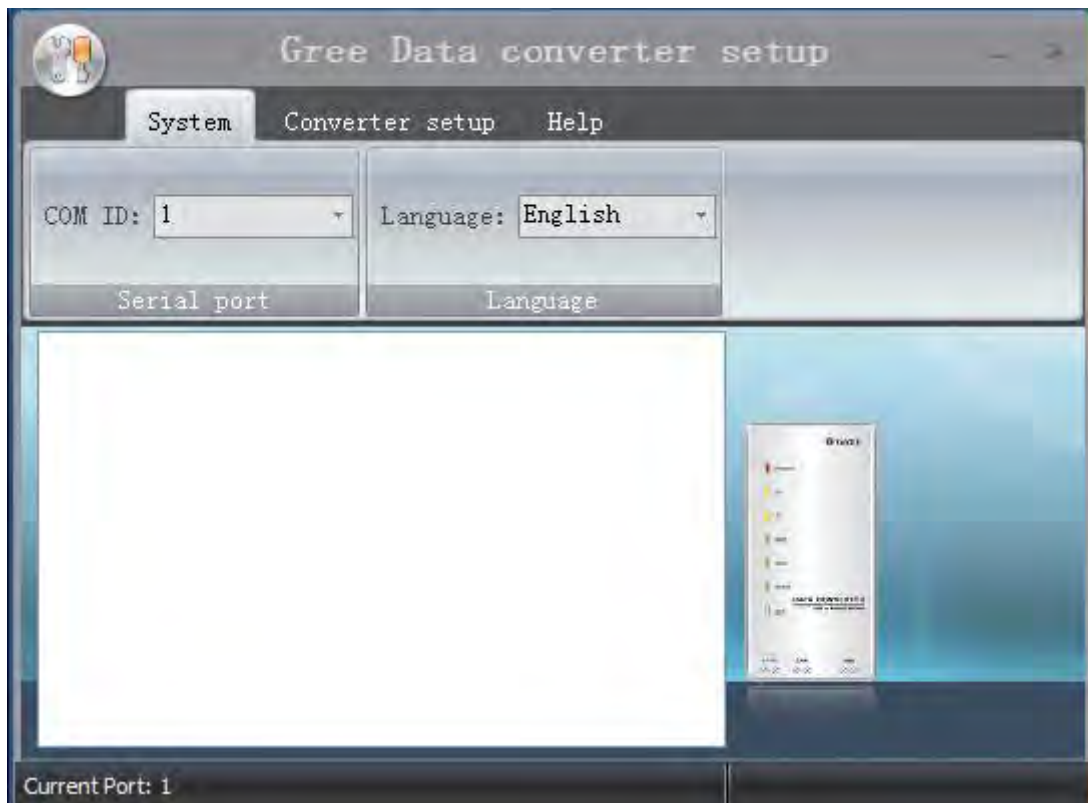 Gree Data converter setup
System Converter setup Help
COM ID: 1 Language: English
Serial port Language
Current Port: 1